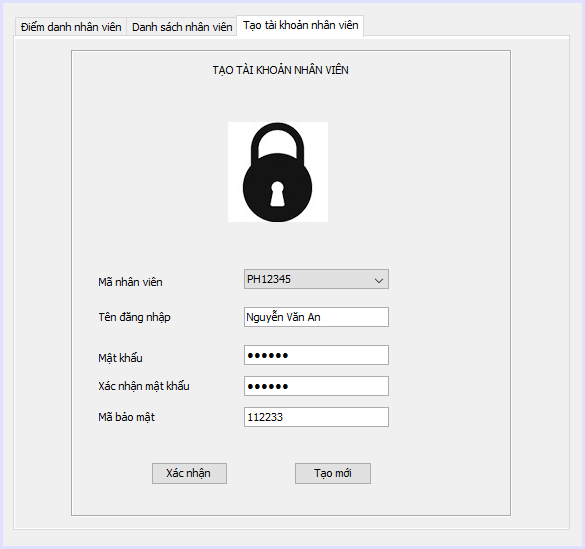 Điểm danh nhân viên Danh sách nhân viên Tạo tài khoản nhân viên
TẠO TÀI KHOẢN NHÂN VIÊN
Mã nhân viên PH12345
Tên đăng nhập Nguyễn Văn An
Mật khẩu ●●●●●●
Xác nhận mật khẩu ●●●●●●
Mã bảo mật 112233
Xác nhận Tạo mới